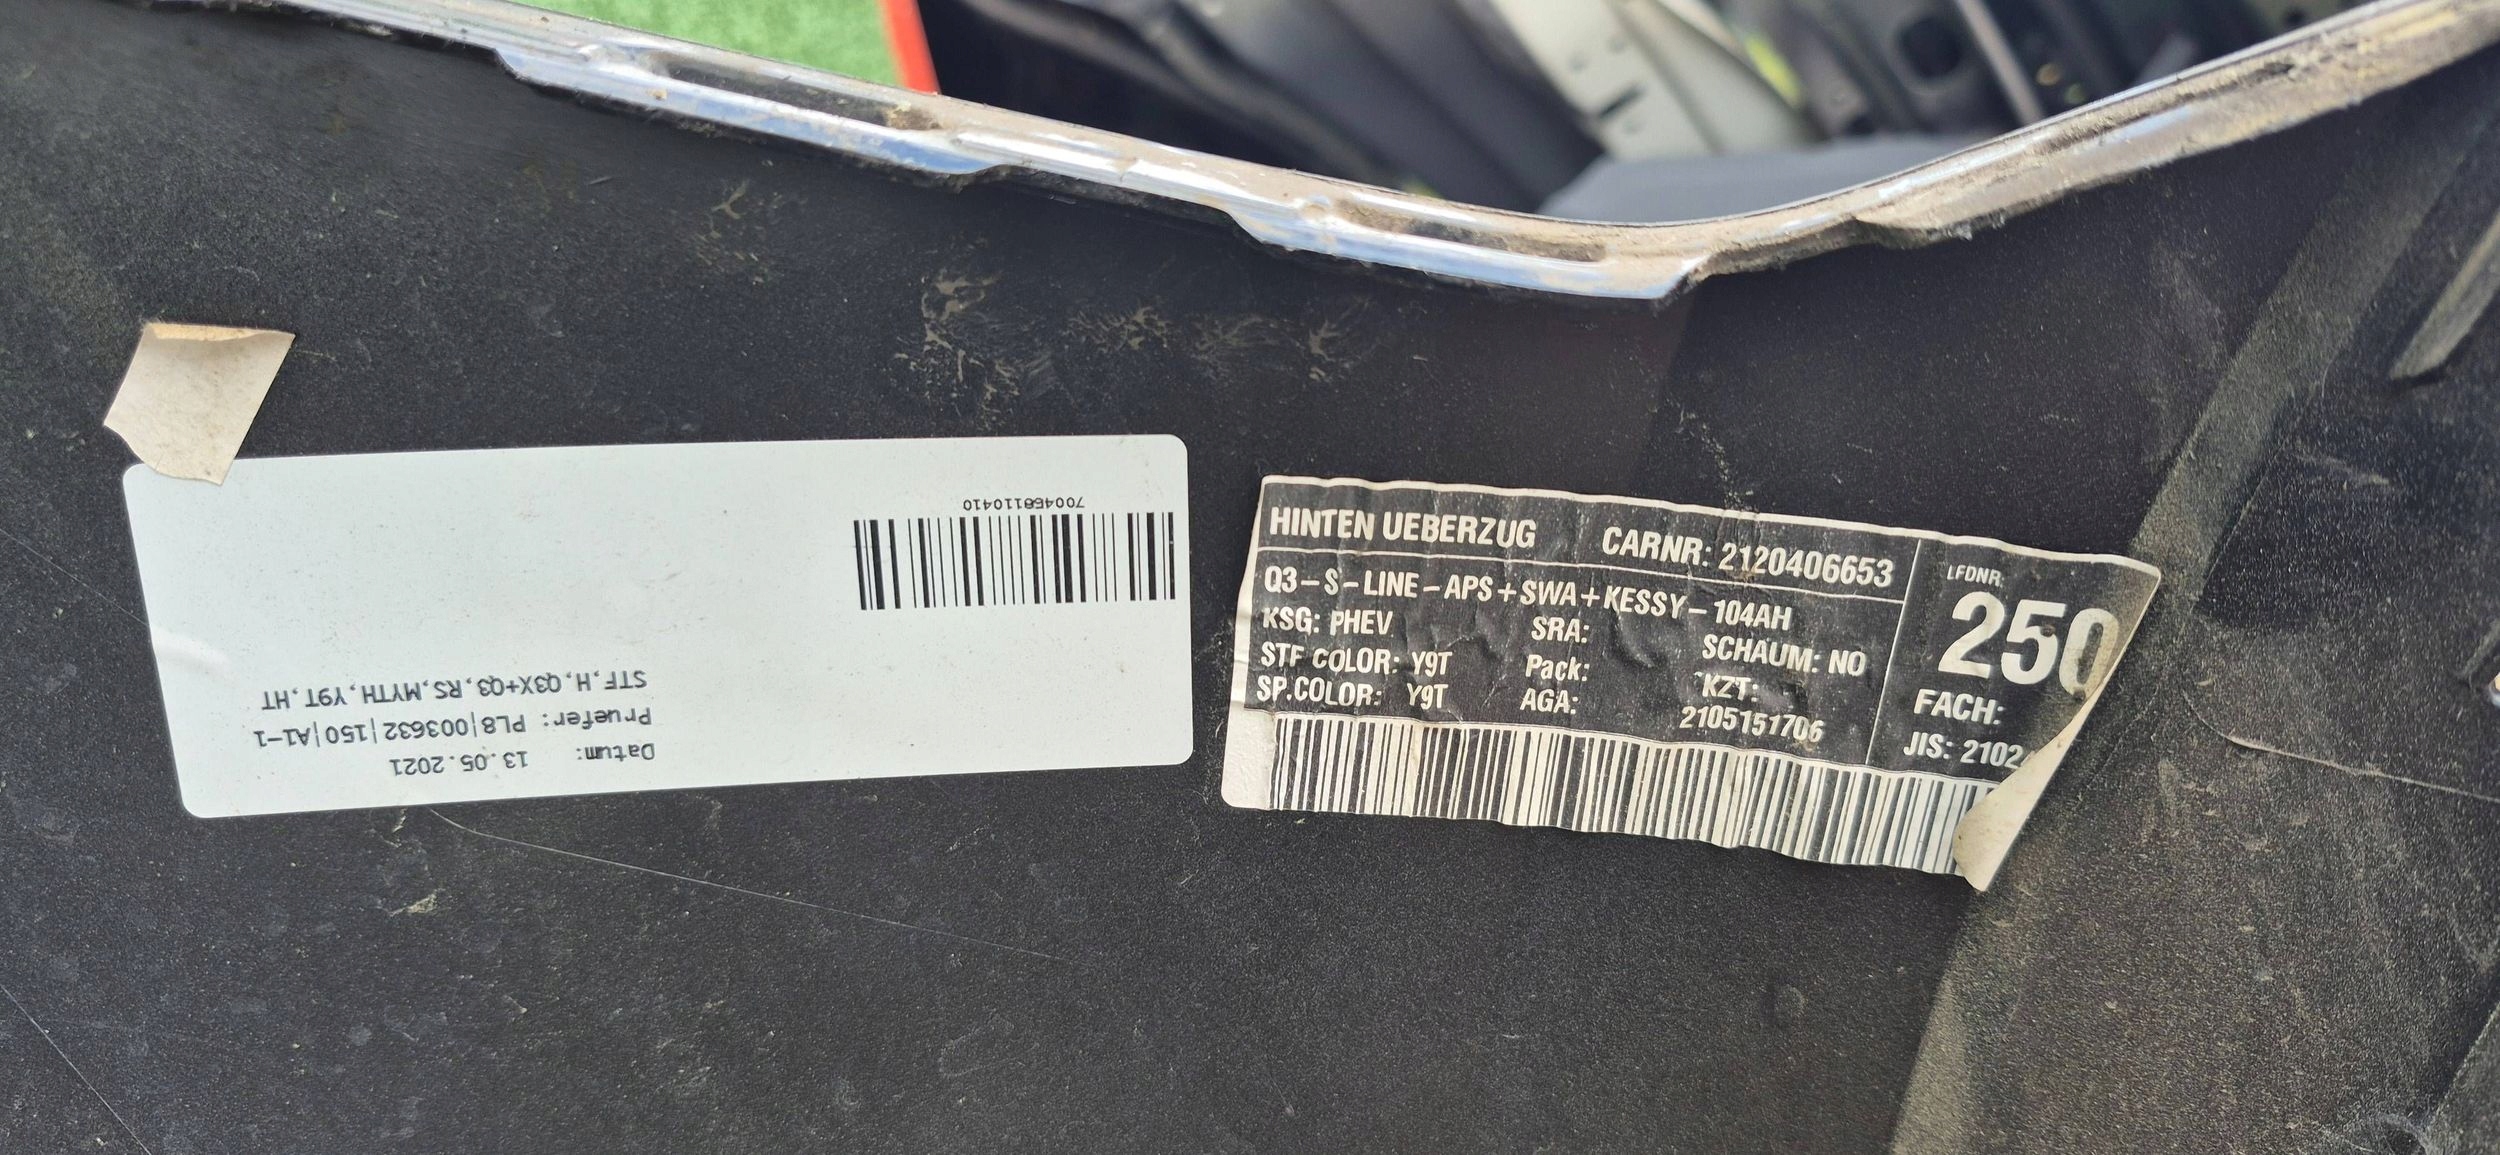 700468110410
STF,H,Q3X+Q3,RS,MYTH,Y9T,HT
Pruefer: PL8|003632|150|A1-1
Datum: 13.05.2021
HINTEN UEBERZUG CARNR: 2120406653
Q3-S-LINE-APS+SWA+KESSY-104AH
KSG: PHEV SRA: SCHAUM: NO
STF COLOR: Y9T Pack: KZT:
SP.COLOR: Y9T AGA: 2105151706
LFDNR.
250
FACH:
JIS: 2102